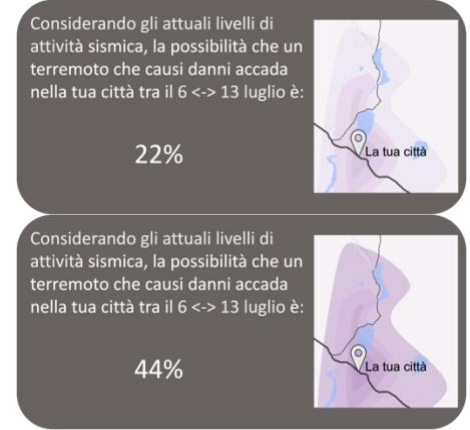 Considerando gli attuali livelli di
attività sismica, la possibilità che un
terremoto che causi danni accada
nella tua città tra il 6 <-> 13 luglio è:
22%
La tua città
Considerando gli attuali livelli di
attività sismica, la possibilità che un
terremoto che causi danni accada
nella tua città tra il 6 <-> 13 luglio è:
44%
La tua città